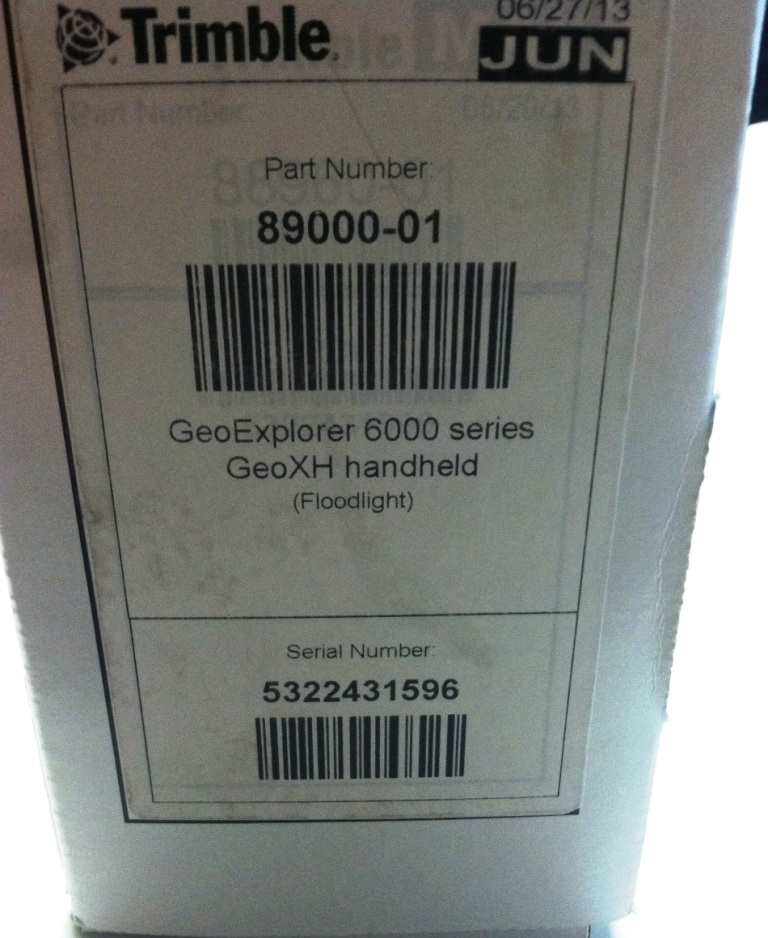 06/27/13
Trimble.
JUN
Part Number:
89000-01
GeoExplorer 6000 series
GeoXH handheld
(Floodlight)
Serial Number:
5322431596